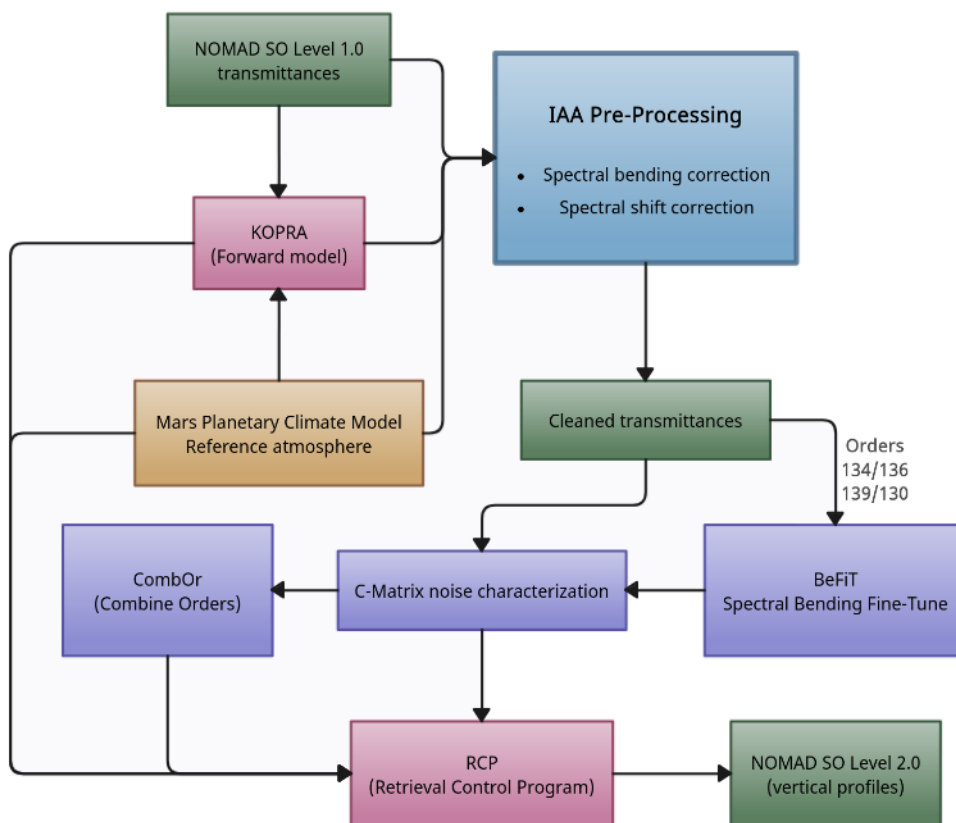 NOMAD SO Level 1.0
transmittances
IAA Pre-Processing
• Spectral bending correction
• Spectral shift correction
KOPRA
(Forward model)
Mars Planetary Climate Model
Reference atmosphere
Cleaned transmittances
Orders
134/136
139/130
CombOr
(Combine Orders)
C-Matrix noise characterization
BeFiT
Spectral Bending Fine-Tune
RCP
(Retrieval Control Program)
NOMAD SO Level 2.0
(vertical profiles)